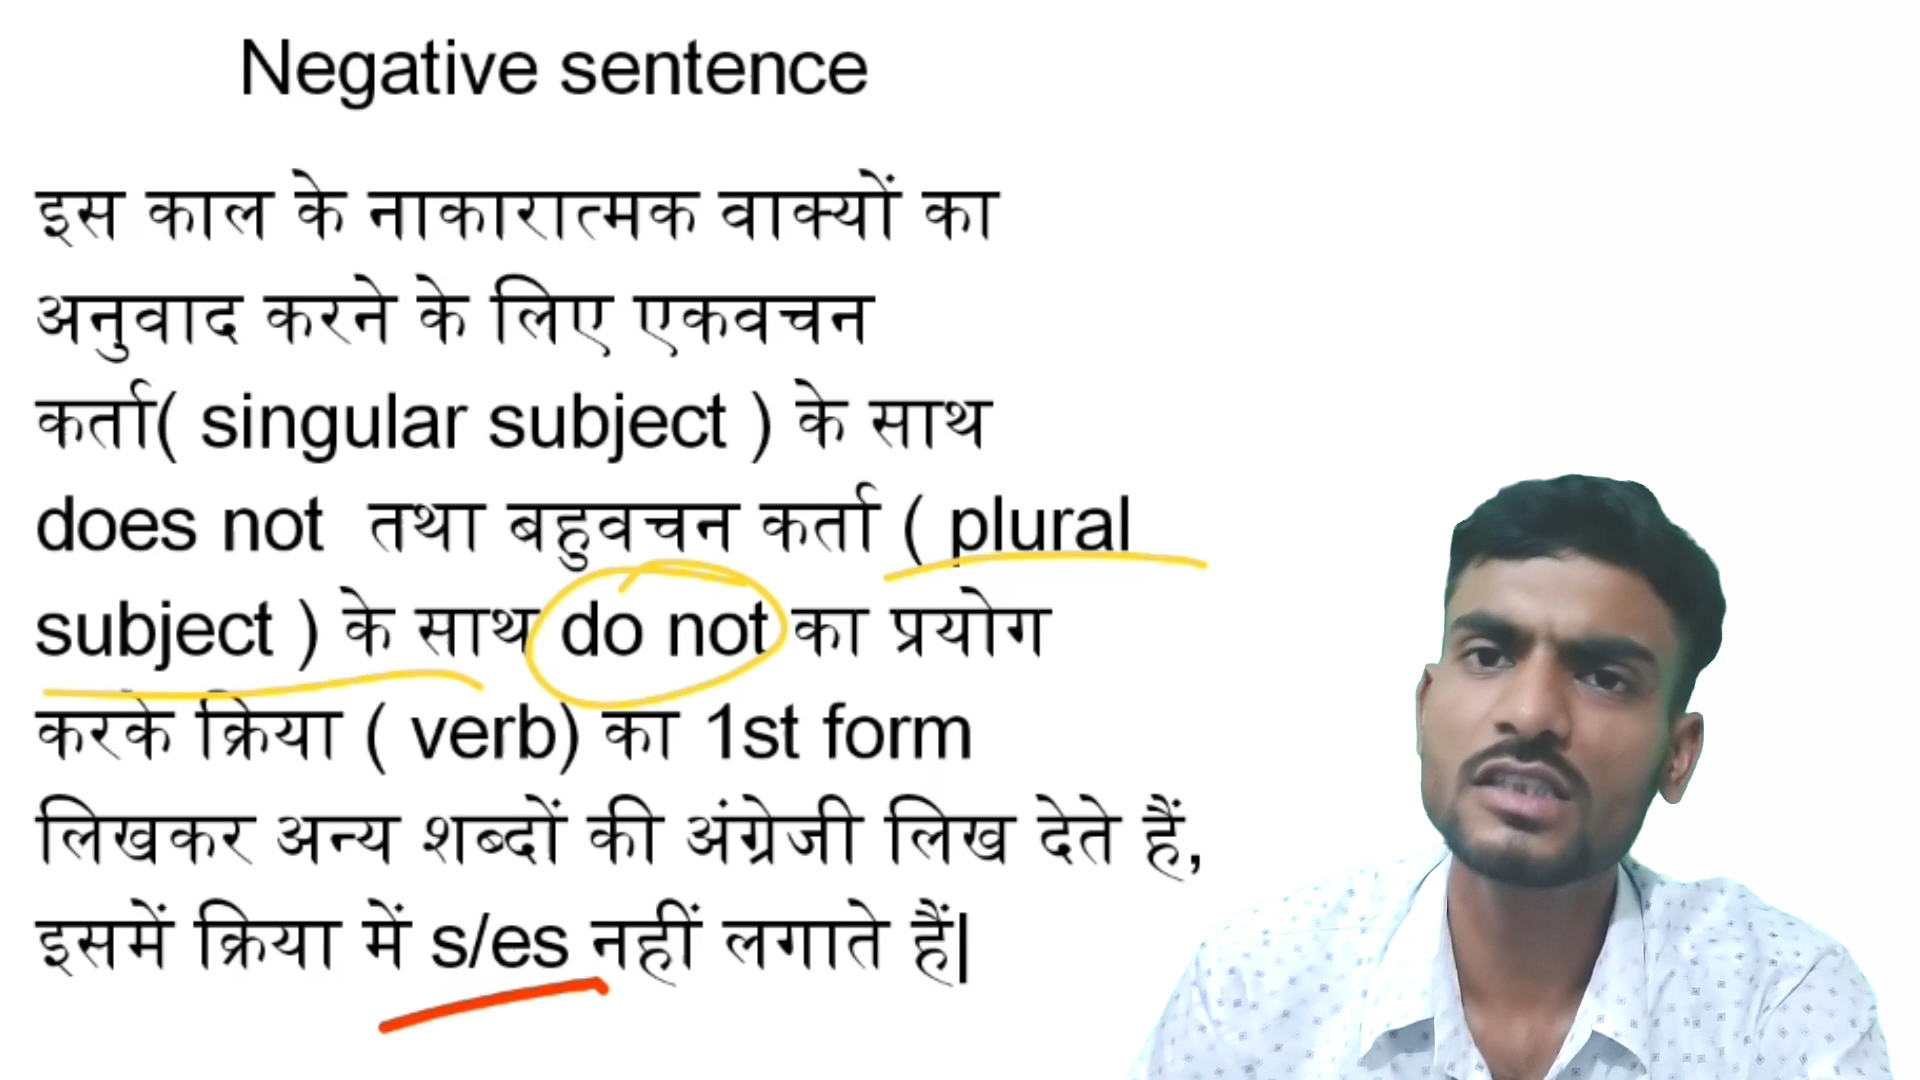 Negative sentence
इस काल के नाकारात्मक वाक्यों का
अनुवाद करने के लिए एकवचन
कर्ता( singular subject ) के साथ
does not तथा बहुवचन कर्ता ( plural
subject ) के साथ do not का प्रयोग
करके क्रिया ( verb) का 1st form
लिखकर अन्य शब्दों की अंग्रेजी लिख देते हैं,
इसमें क्रिया में s/es नहीं लगाते हैं|